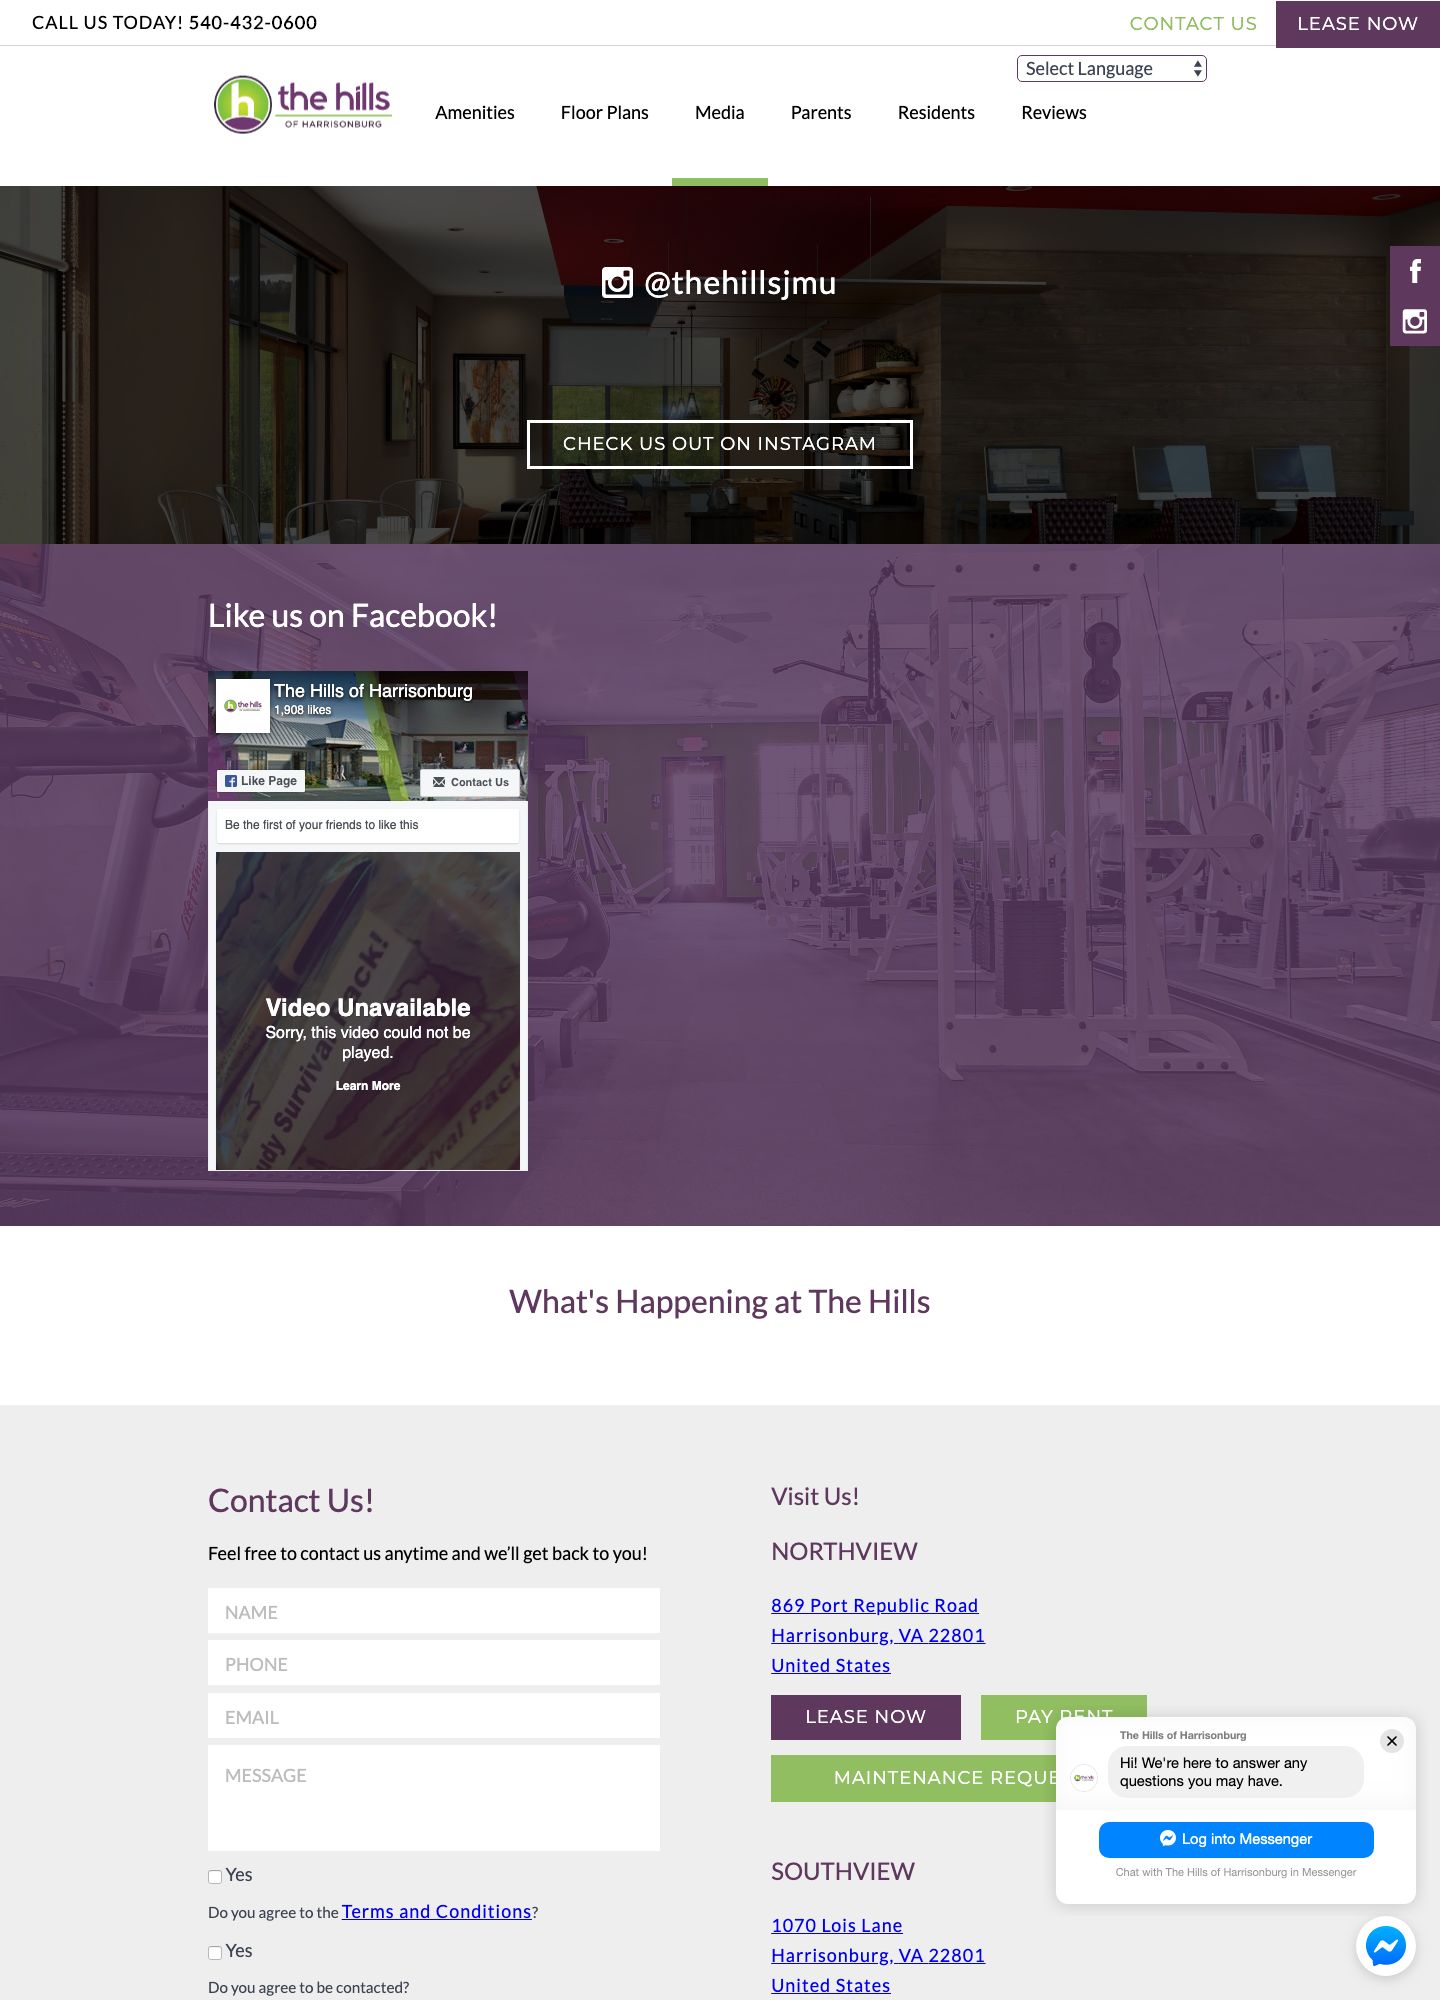 CALL US TODAY! 540-432-0600
CONTACT US
LEASE NOW
Select Language
h the hills
OF HARRISONBURG
Amenities
Floor Plans
Media
Parents
Residents
Reviews
@thehillsjmu
CHECK US OUT ON INSTAGRAM
Like us on Facebook!
the hills
The Hills of Harrisonburg
1,908 likes
Like Page
Contact Us
Be the first of your friends to like this
Video Unavailable
Sorry, this video could not be
played.
Learn More
What's Happening at The Hills
Contact Us!
Feel free to contact us anytime and we’ll get back to you!
NAME
PHONE
EMAIL
MESSAGE
Yes
Do you agree to the Terms and Conditions?
Yes
Do you agree to be contacted?
Visit Us!
NORTHVIEW
869 Port Republic Road
Harrisonburg, VA 22801
United States
LEASE NOW
PAY RENT
MAINTENANCE REQUE
SOUTHVIEW
1070 Lois Lane
Harrisonburg, VA 22801
United States
The Hills of Harrisonburg
Hi! We're here to answer any
questions you may have.
Log into Messenger
Chat with The Hills of Harrisonburg in Messenger